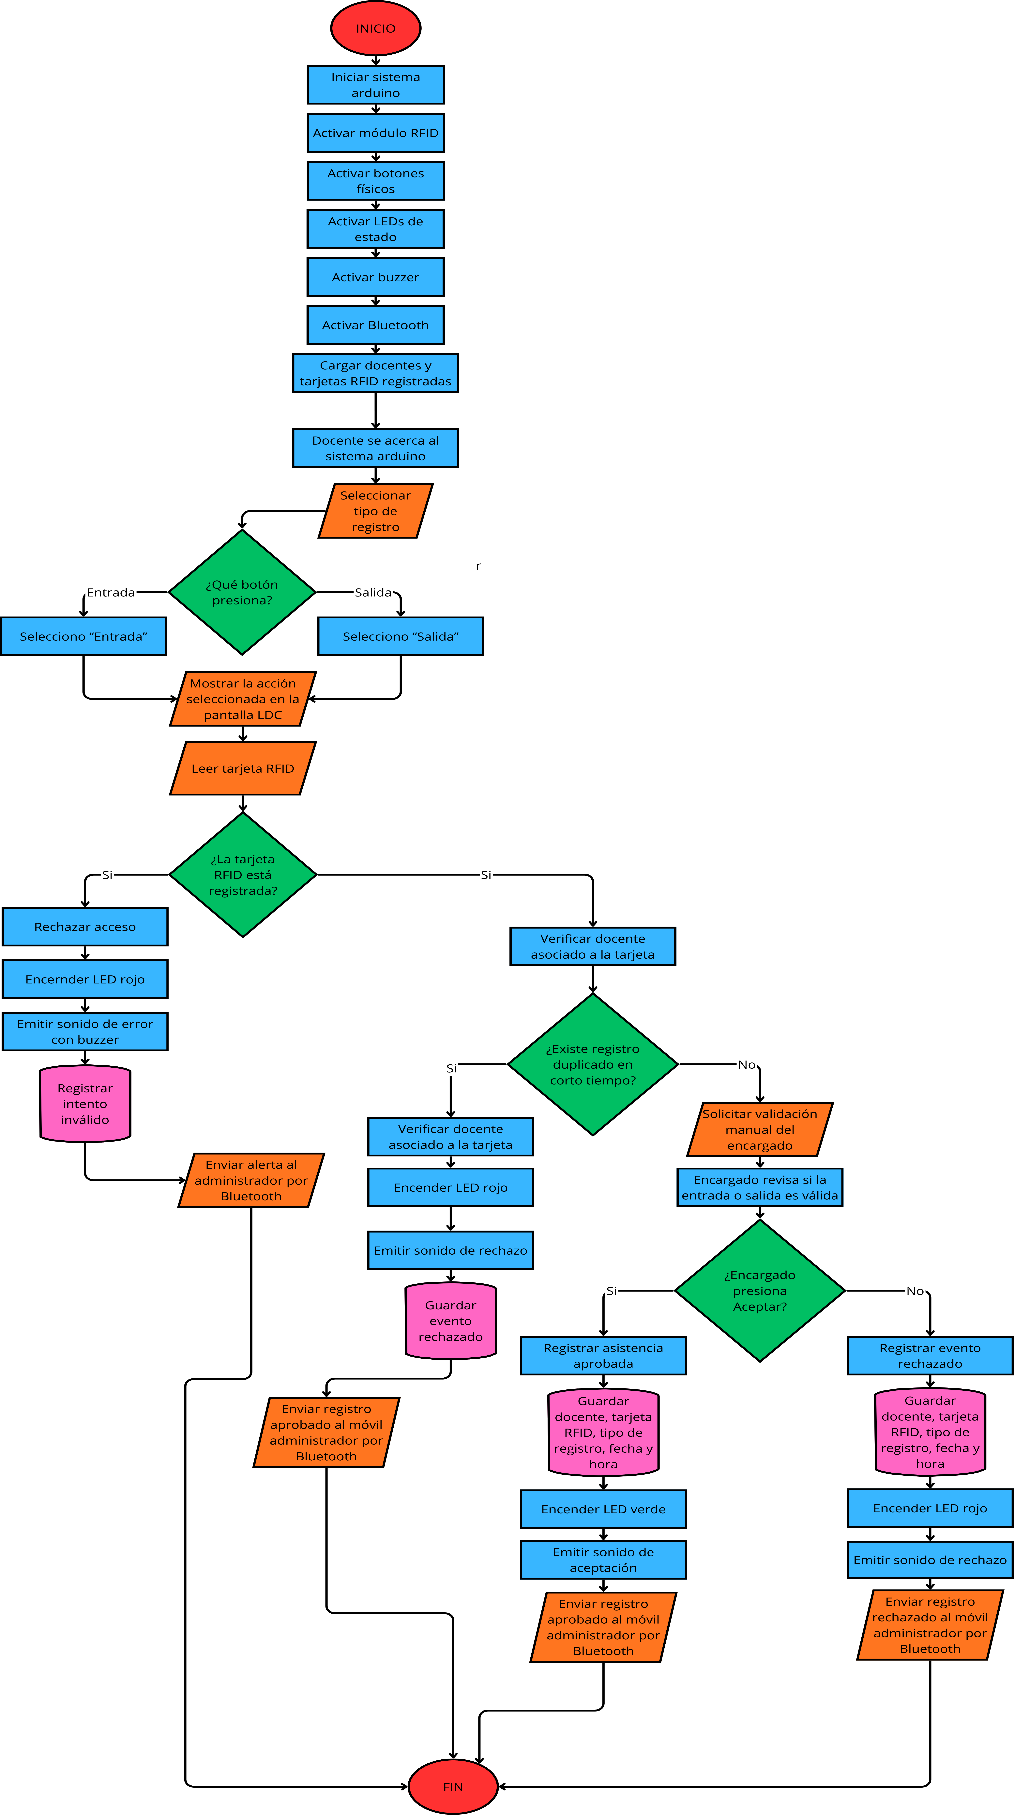 INICIO
Iniciar sistema
arduino
Activar módulo RFID
Activar botones
físicos
Activar LEDs de
estado
Activar buzzer
Activar Bluetooth
Cargar docentes y
tarjetas RFID registradas
Docente se acerca al
sistema arduino
Seleccionar
tipo de
registro
r
¿Qué botón
presiona?
Entrada
Salida
Selecciono “Entrada”
Selecciono “Salida”
Mostrar la acción
seleccionada en la
pantalla LDC
Leer tarjeta RFID
¿La tarjeta
RFID está
registrada?
Si
Si
Rechazar acceso
Encernder LED rojo
Emitir sonido de error
con buzzer
Registrar
intento
inválido
Enviar alerta al
administrador por
Bluetooth
Verificar docente
asociado a la tarjeta
¿Existe registro
duplicado en
corto tiempo?
Si
No
Verificar docente
asociado a la tarjeta
Encender LED rojo
Emitir sonido de rechazo
Guardar
evento
rechazado
Enviar registro
aprobado al móvil
administrador por
Bluetooth
Solicitar validación
manual del
encargado
Encargado revisa si la
entrada o salida es válida
¿Encargado
presiona
Aceptar?
Si
No
Registrar asistencia
aprobada
Guardar
docente, tarjeta
RFID, tipo de
registro, fecha y
hora
Encender LED verde
Emitir sonido de
aceptación
Enviar registro
aprobado al móvil
administrador por
Bluetooth
Registrar evento
rechazado
Guardar
docente, tarjeta
RFID, tipo de
registro, fecha y
hora
Encender LED rojo
Emitir sonido de rechazo
Enviar registro
rechazado al móvil
administrador por
Bluetooth
FIN